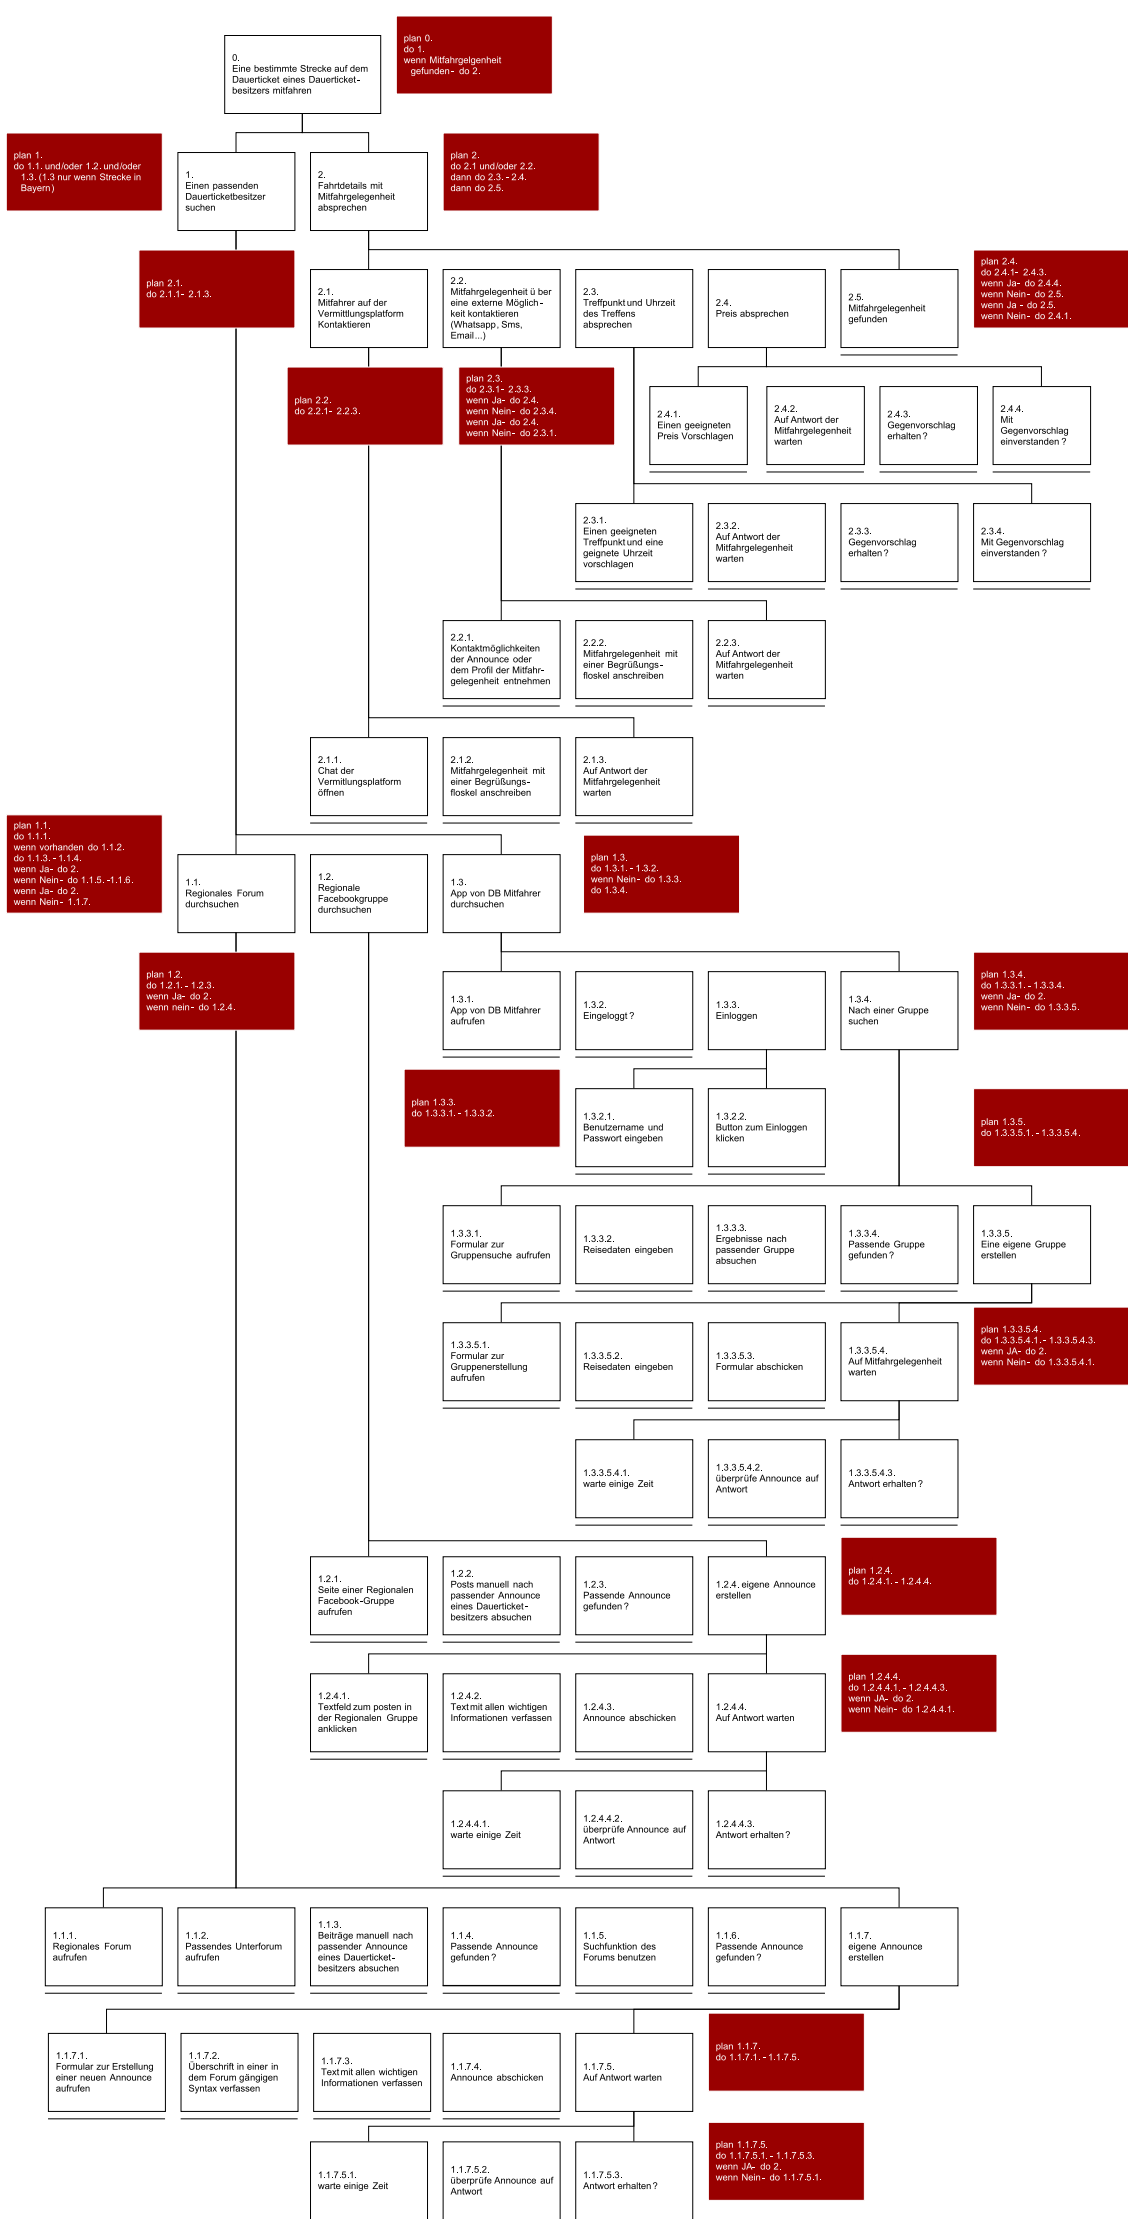 plan 0.
do 1.
wenn Mitfahrgelgenheit
gefunden- do 2.
0.
Eine bestimmte Strecke auf dem
Dauerticket eines Dauerticket-
besitzers mitfahren
plan 1.
do 1.1. und/oder 1.2. und/oder
1.3. (1.3 nur wenn Strecke in
Bayern)
1.
Einen passenden
Dauerticketbesitzer
suchen
2.
Fahrtdetails mit
Mitfahrgelegenheit
absprechen
plan 2.
do 2.1 und/oder 2.2.
dann do 2.3. - 2.4.
dann do 2.5.
plan 2.1.
do 2.1.1- 2.1.3.
2.1.
Mitfahrer auf der
Vermittlungsplatform
Kontaktieren
2.2.
Mitfahrgelegenheit ü ber
eine externe Möglich-
keit kontaktieren
(Whatsapp, Sms,
Email...)
2.3.
Treffpunkt und Uhrzeit
des Treffens
absprechen
2.4.
Preis absprechen
2.5.
Mitfahrgelegenheit
gefunden
plan 2.4.
do 2.4.1- 2.4.3.
wenn Ja- do 2.4.4.
wenn Nein- do 2.5.
wenn Ja - do 2.5.
wenn Nein- do 2.4.1.
plan 2.2.
do 2.2.1- 2.2.3.
plan 2.3.
do 2.3.1- 2.3.3.
wenn Ja- do 2.4.
wenn Nein- do 2.3.4.
wenn Ja- do 2.4.
wenn Nein- do 2.3.1.
2.4.1.
Einen geeigneten
Preis Vorschlagen
2.4.2.
Auf Antwort der
Mitfahrgelegenheit
warten
2.4.3.
Gegenvorschlag
erhalten?
2.4.4.
Mit
Gegenvorschlag
einverstanden?
2.3.1.
Einen geeigneten
Treffpunkt und eine
geignete Uhrzeit
vorschlagen
2.3.2.
Auf Antwort der
Mitfahrgelegenheit
warten
2.3.3.
Gegenvorschlag
erhalten?
2.3.4.
Mit Gegenvorschlag
einverstanden?
2.2.1.
Kontaktmöglichkeiten
der Announce oder
dem Profil der Mitfahr-
gelegenheit entnehmen
2.2.2.
Mitfahrgelegenheit mit
einer Begrüßungs-
floskel anschreiben
2.2.3.
Auf Antwort der
Mitfahrgelegenheit
warten
2.1.1.
Chat der
Vermitlungsplatform
öffnen
2.1.2.
Mitfahrgelegenheit mit
einer Begrüßungs-
floskel anschreiben
2.1.3.
Auf Antwort der
Mitfahrgelegenheit
warten
plan 1.1.
do 1.1.1.
wenn vorhanden do 1.1.2.
do 1.1.3. - 1.1.4.
wenn Ja- do 2.
wenn Nein- do 1.1.5. -1.1.6.
wenn Ja- do 2.
wenn Nein- 1.1.7.
1.1.
Regionales Forum
durchsuchen
1.2.
Regionale
Facebookgruppe
durchsuchen
1.3.
App von DB Mitfahrer
durchsuchen
plan 1.3.
do 1.3.1. - 1.3.2.
wenn Nein- do 1.3.3.
do 1.3.4.
plan 1.2.
do 1.2.1. - 1.2.3.
wenn Ja- do 2.
wenn nein- do 1.2.4.
1.3.1.
App von DB Mitfahrer
aufrufen
1.3.2.
Eingeloggt?
1.3.3.
Einloggen
1.3.4.
Nach einer Gruppe
suchen
plan 1.3.4.
do 1.3.3.1. - 1.3.3.4.
wenn Ja- do 2.
wenn Nein- do 1.3.3.5.
plan 1.3.3.
do 1.3.3.1. - 1.3.3.2.
1.3.2.1.
Benutzername und
Passwort eingeben
1.3.2.2.
Button zum Einloggen
klicken
plan 1.3.5.
do 1.3.3.5.1. - 1.3.3.5.4.
1.3.3.1.
Formular zur
Gruppensuche aufrufen
1.3.3.2.
Reisedaten eingeben
1.3.3.3.
Ergebnisse nach
passender Gruppe
absuchen
1.3.3.4.
Passende Gruppe
gefunden?
1.3.3.5.
Eine eigene Gruppe
erstellen
1.3.3.5.1.
Formular zur
Gruppenerstellung
aufrufen
1.3.3.5.2.
Reisedaten eingeben
1.3.3.5.3.
Formular abschicken
1.3.3.5.4.
Auf Mitfahrgelegenheit
warten
plan 1.3.3.5.4.
do 1.3.3.5.4.1. - 1.3.3.5.4.3.
wenn JA- do 2.
wenn Nein- do 1.3.3.5.4.1.
1.3.3.5.4.1.
warte einige Zeit
1.3.3.5.4.2.
überprüfe Announce auf
Antwort
1.3.3.5.4.3.
Antwort erhalten?
1.2.1.
Seite einer Regionalen
Facebook-Gruppe
aufrufen
1.2.2.
Posts manuell nach
passender Announce
eines Dauerticket-
besitzers absuchen
1.2.3.
Passende Announce
gefunden?
1.2.4. eigene Announce
erstellen
plan 1.2.4.
do 1.2.4.1. - 1.2.4.4.
1.2.4.1.
Textfeld zum posten in
der Regionalen Gruppe
anklicken
1.2.4.2.
Text mit allen wichtigen
Informationen verfassen
1.2.4.3.
Announce abschicken
1.2.4.4.
Auf Antwort warten
plan 1.2.4.4.
do 1.2.4.4.1. - 1.2.4.4.3.
wenn JA- do 2.
wenn Nein- do 1.2.4.4.1.
1.2.4.4.1.
warte einige Zeit
1.2.4.4.2.
überprüfe Announce auf
Antwort
1.2.4.4.3.
Antwort erhalten?
1.1.1.
Regionales Forum
aufrufen
1.1.2.
Passendes Unterforum
aufrufen
1.1.3.
Beiträge manuell nach
passender Announce
eines Dauerticket-
besitzers absuchen
1.1.4.
Passende Announce
gefunden?
1.1.5.
Suchfunktion des
Forums benutzen
1.1.6.
Passende Announce
gefunden?
1.1.7.
eigene Announce
erstellen
1.1.7.1.
Formular zur Erstellung
einer neuen Announce
aufrufen
1.1.7.2.
Überschrift in einer in
dem Forum gängigen
Syntax verfassen
1.1.7.3.
Text mit allen wichtigen
Informationen verfassen
1.1.7.4.
Announce abschicken
1.1.7.5.
Auf Antwort warten
plan 1.1.7.
do 1.1.7.1. - 1.1.7.5.
1.1.7.5.1.
warte einige Zeit
1.1.7.5.2.
überprüfe Announce auf
Antwort
1.1.7.5.3.
Antwort erhalten?
plan 1.1.7.5.
do 1.1.7.5.1. - 1.1.7.5.3.
wenn JA- do 2.
wenn Nein- do 1.1.7.5.1.